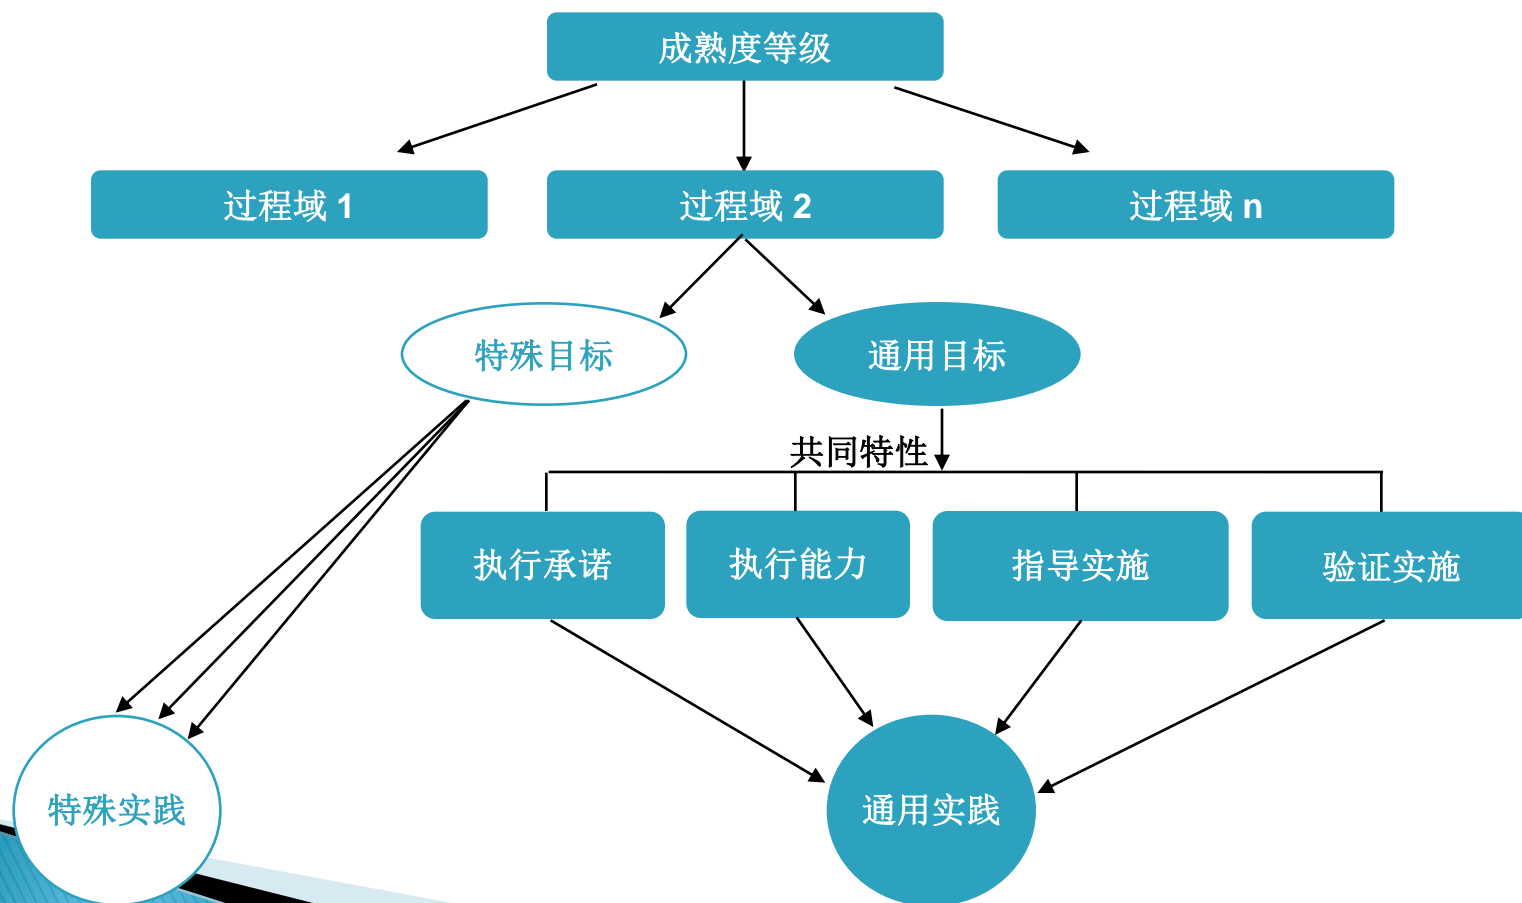 成熟度等级
过程域 1
过程域 2
过程域 n
特殊目标
通用目标
共同特性
执行承诺
执行能力
指导实施
验证实施
特殊实践
通用实践